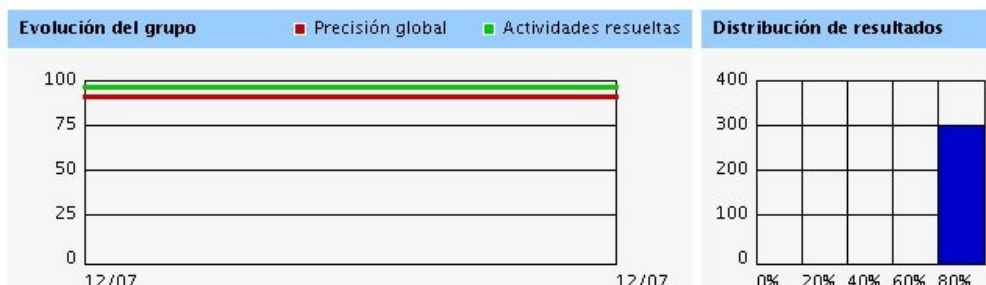 Evolución del grupo
Precisión global
Actividades resueltas
100
75
50
25
0
12/07
12/07
Distribución de resultados
400
300
200
100
0
0% 20% 40% 60% 80%